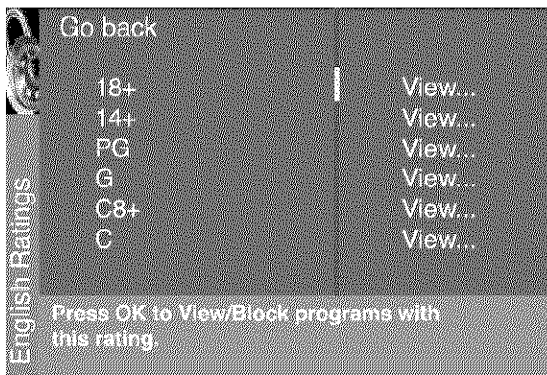 Go back
18+ View...
14+ View...
PG View...
G View...
C8+ View...
C View...
English Ratings
Press OK to View/Block programs with
this rating.